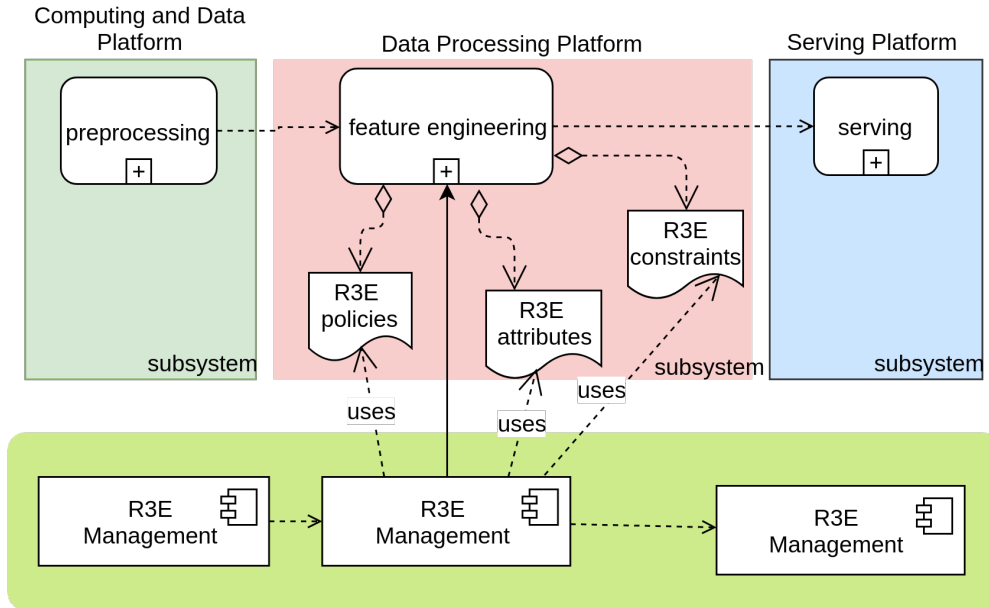 Computing and Data
Platform
Data Processing Platform
Serving Platform
preprocessing
feature engineering
serving
+
+
+
R3E
constraints
R3E
policies
R3E
attributes
subsystem
subsystem
subsystem
uses
uses
uses
R3E
Management
R3E
Management
R3E
Management